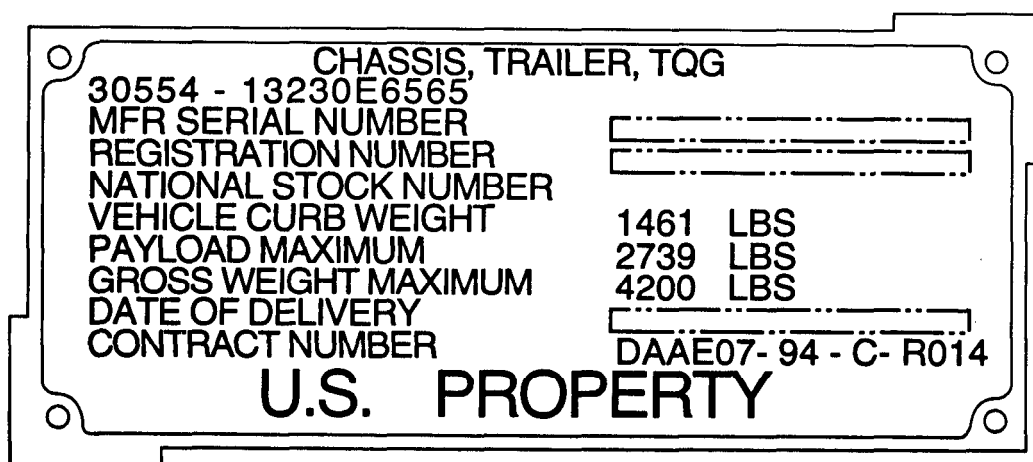 CHASSIS, TRAILER, TQG
30554 - 13230E6565
MFR SERIAL NUMBER
REGISTRATION NUMBER
NATIONAL STOCK NUMBER
VEHICLE CURB WEIGHT 1461 LBS
PAYLOAD MAXIMUM 2739 LBS
GROSS WEIGHT MAXIMUM 4200 LBS
DATE OF DELIVERY
CONTRACT NUMBER DAAE07- 94 - C- R014
U.S. PROPERTY